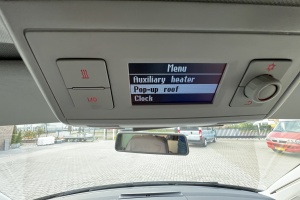 Menu
Auxiliary heater
Pop-up roof
Clock